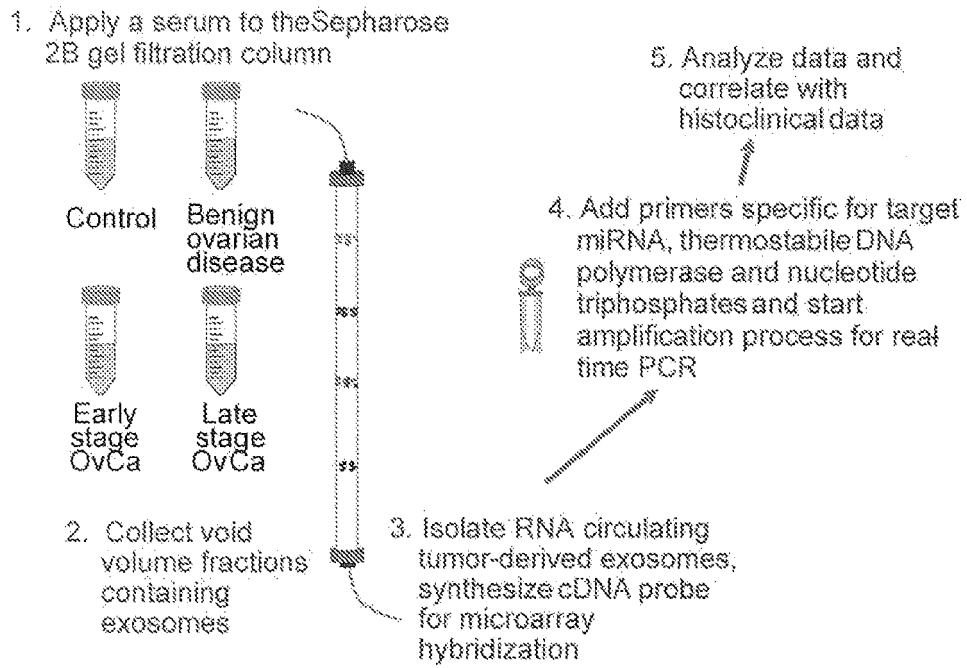 1. Apply a serum to theSepharose
2B gel filtration column
Control
Benign
ovarian
disease
Early
stage
OvCa
Late
stage
OvCa
2. Collect void
volume fractions
containing
exosomes
3. Isolate RNA circulating
tumor-derived exosomes,
synthesize cDNA probe
for microarray
hybridization
4. Add primers specific for target
miRNA, thermostabile DNA
polymerase and nucleotide
triphosphates and start
amplification process for real
time PCR
5. Analyze data and
correlate with
histoclinical data